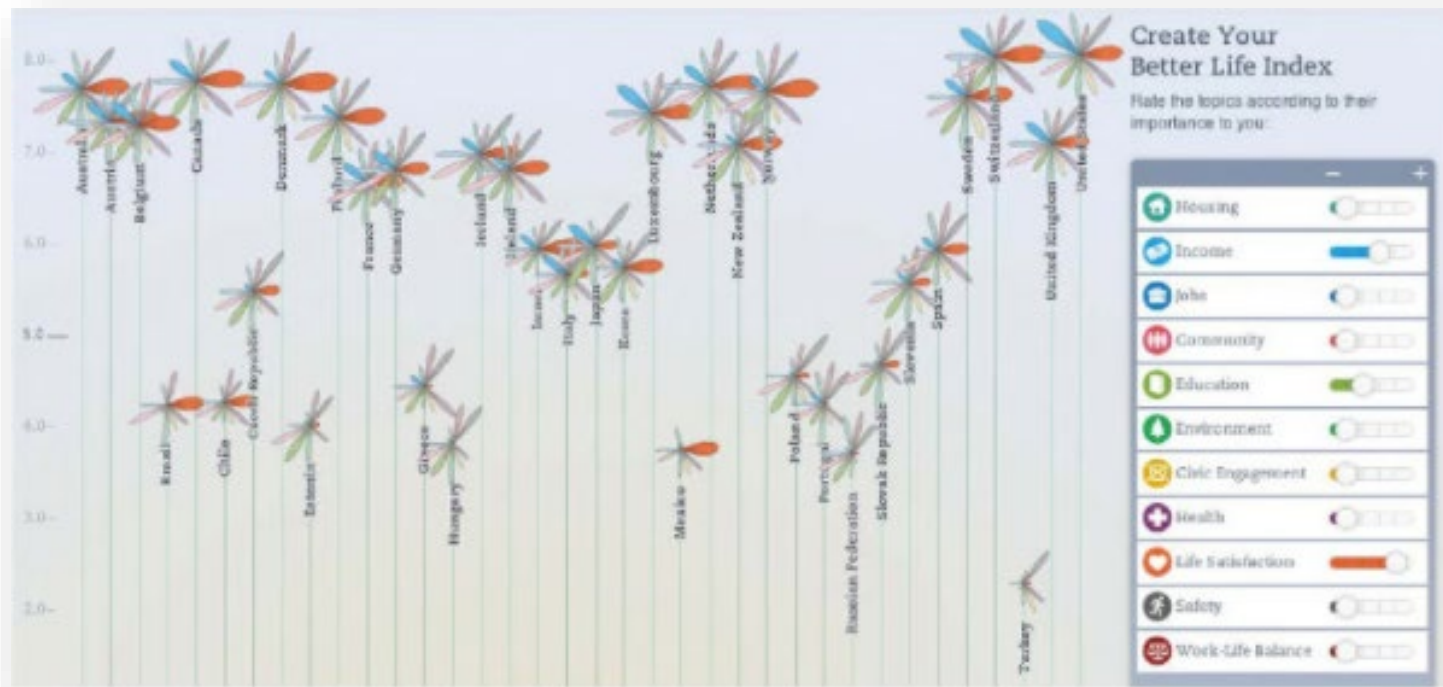 Create Your
Better Life Index
Rate the topics according to their
importance to you:
− +
Housing
Income
Jobs
Community
Education
Environment
Civic Engagement
Health
Life Satisfaction
Safety
Work-Life Balance
8.0
7.0
6.0
5.0
4.0
3.0
2.0
Australia
Austria
Belgium
Brazil
Canada
Chile
Czech Republic
Denmark
Estonia
Finland
France
Germany
Greece
Hungary
Iceland
Ireland
Israel
Italy
Japan
Korea
Luxembourg
Mexico
Netherlands
New Zealand
Norway
Poland
Portugal
Russian Federation
Slovak Republic
Slovenia
Spain
Sweden
Switzerland
Turkey
United Kingdom
United States